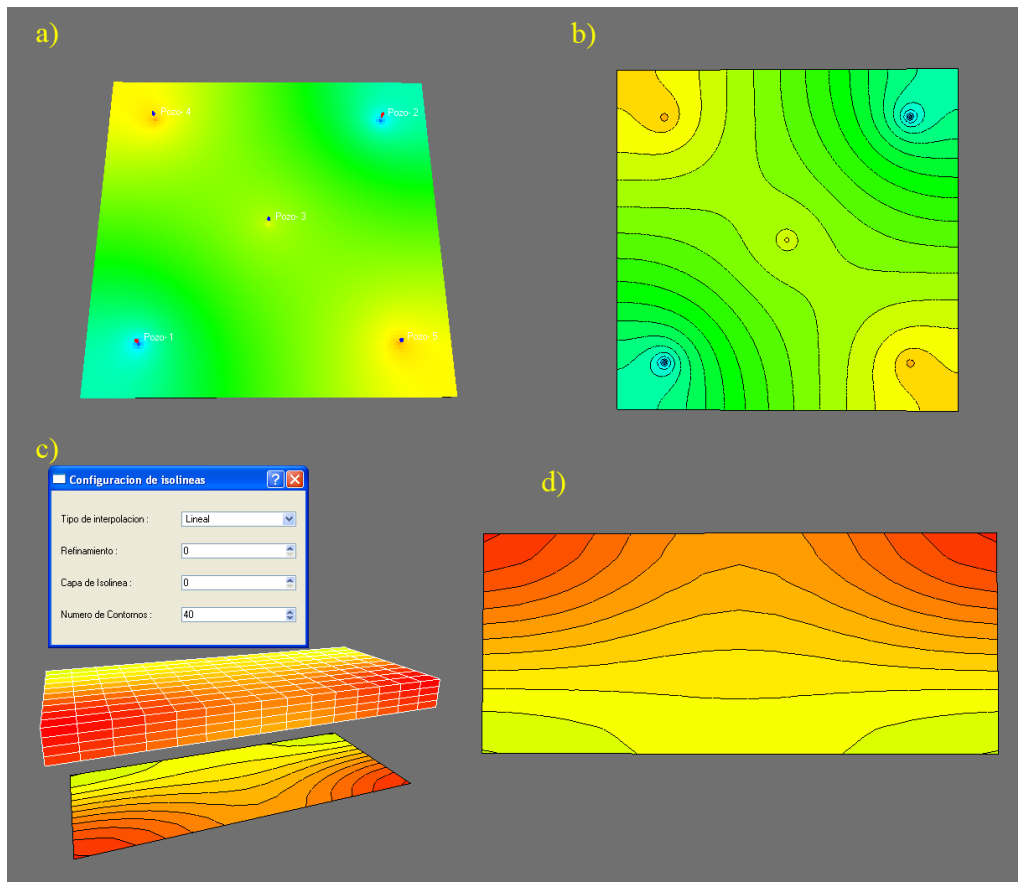 a)
b)
Pozo- 4
Pozo- 2
Pozo- 3
Pozo- 1
Pozo- 5
c)
d)
Configuracion de isolineas
Tipo de interpolacion :
Lineal
Refinamiento :
0
Capa de Isolinea :
0
Numero de Contornos :
40